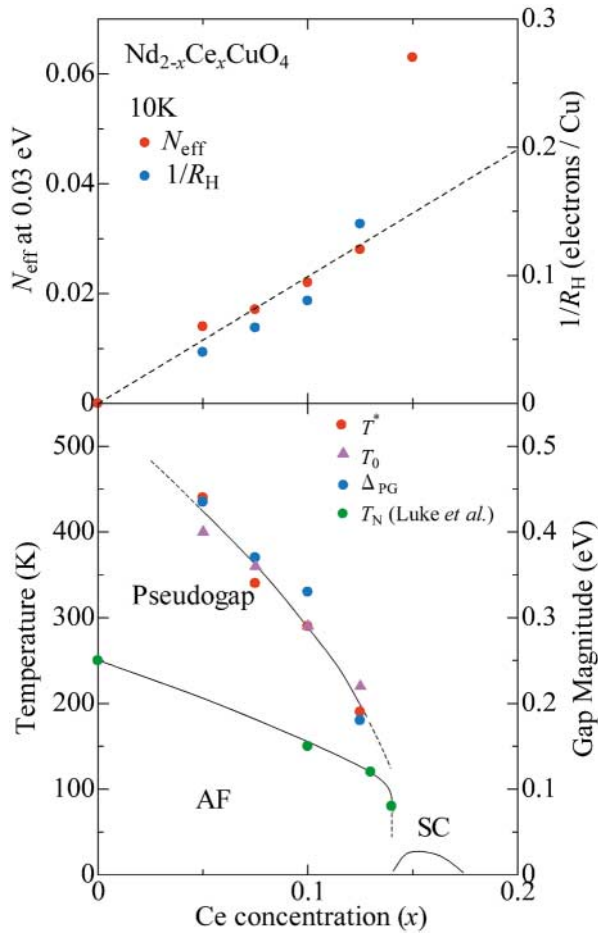 Nd2-xCexCuO4
10K
Neff
1/RH
0.06
0.04
0.02
0
Neff at 0.03 eV
0.3
0.2
0.1
0
1/RH (electrons / Cu)
T*
T0
ΔPG
TN (Luke et al.)
500
400
300
200
100
0
Temperature (K)
0.5
0.4
0.3
0.2
0.1
0
Gap Magnitude (eV)
Pseudogap
AF
SC
0
0.1
0.2
Ce concentration (x)